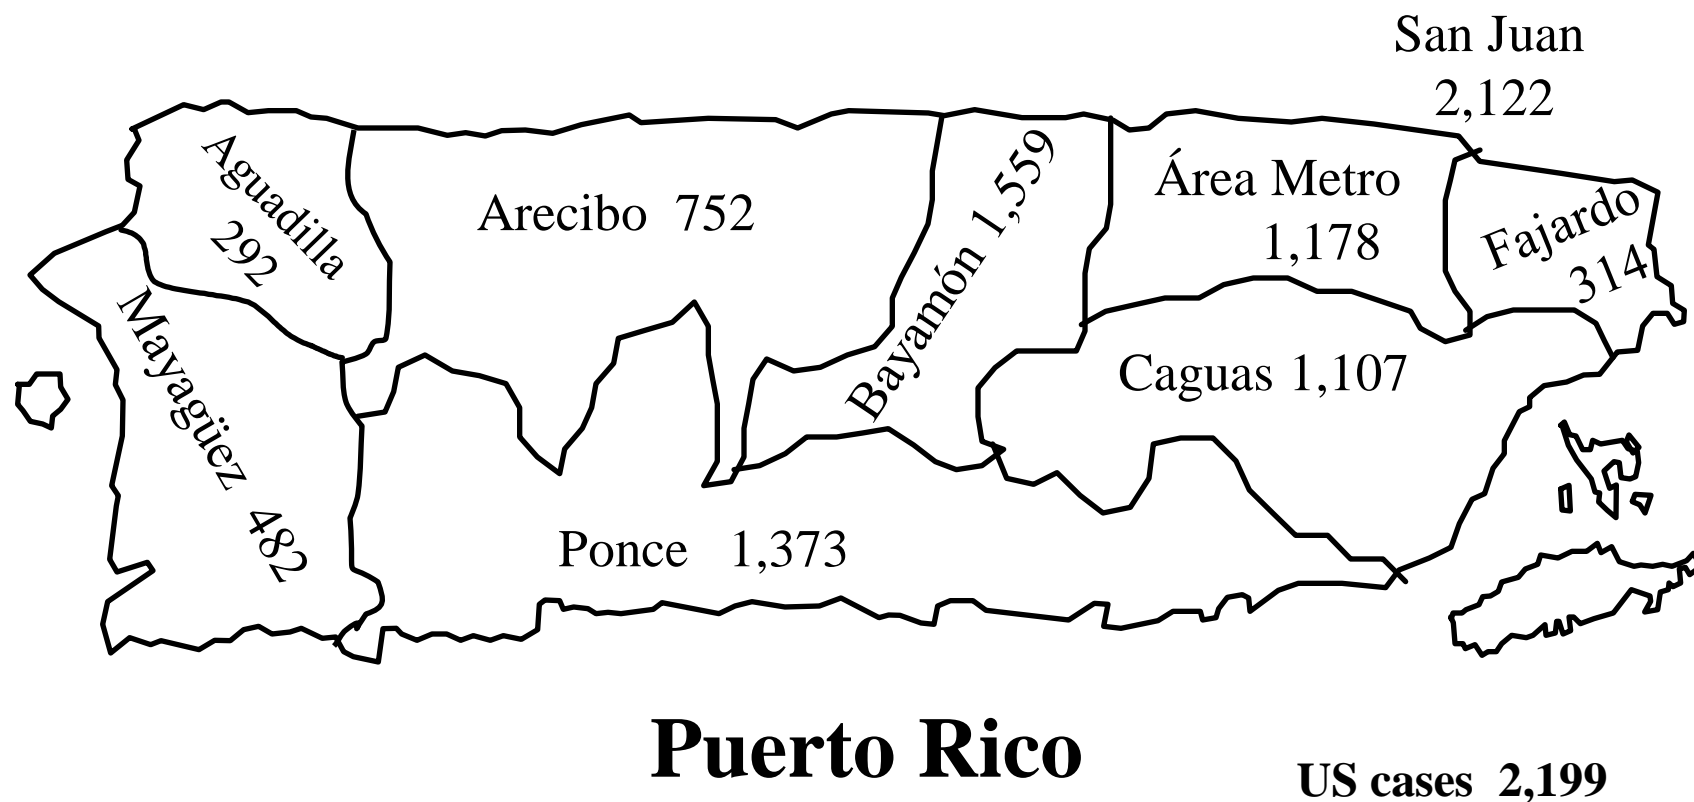 San Juan
2,122
Aguadilla
292
Arecibo 752
Bayamón 1,559
Área Metro
1,178
Fajardo
314
Mayagüez 482
Caguas 1,107
Ponce 1,373
Puerto Rico
US cases 2,199